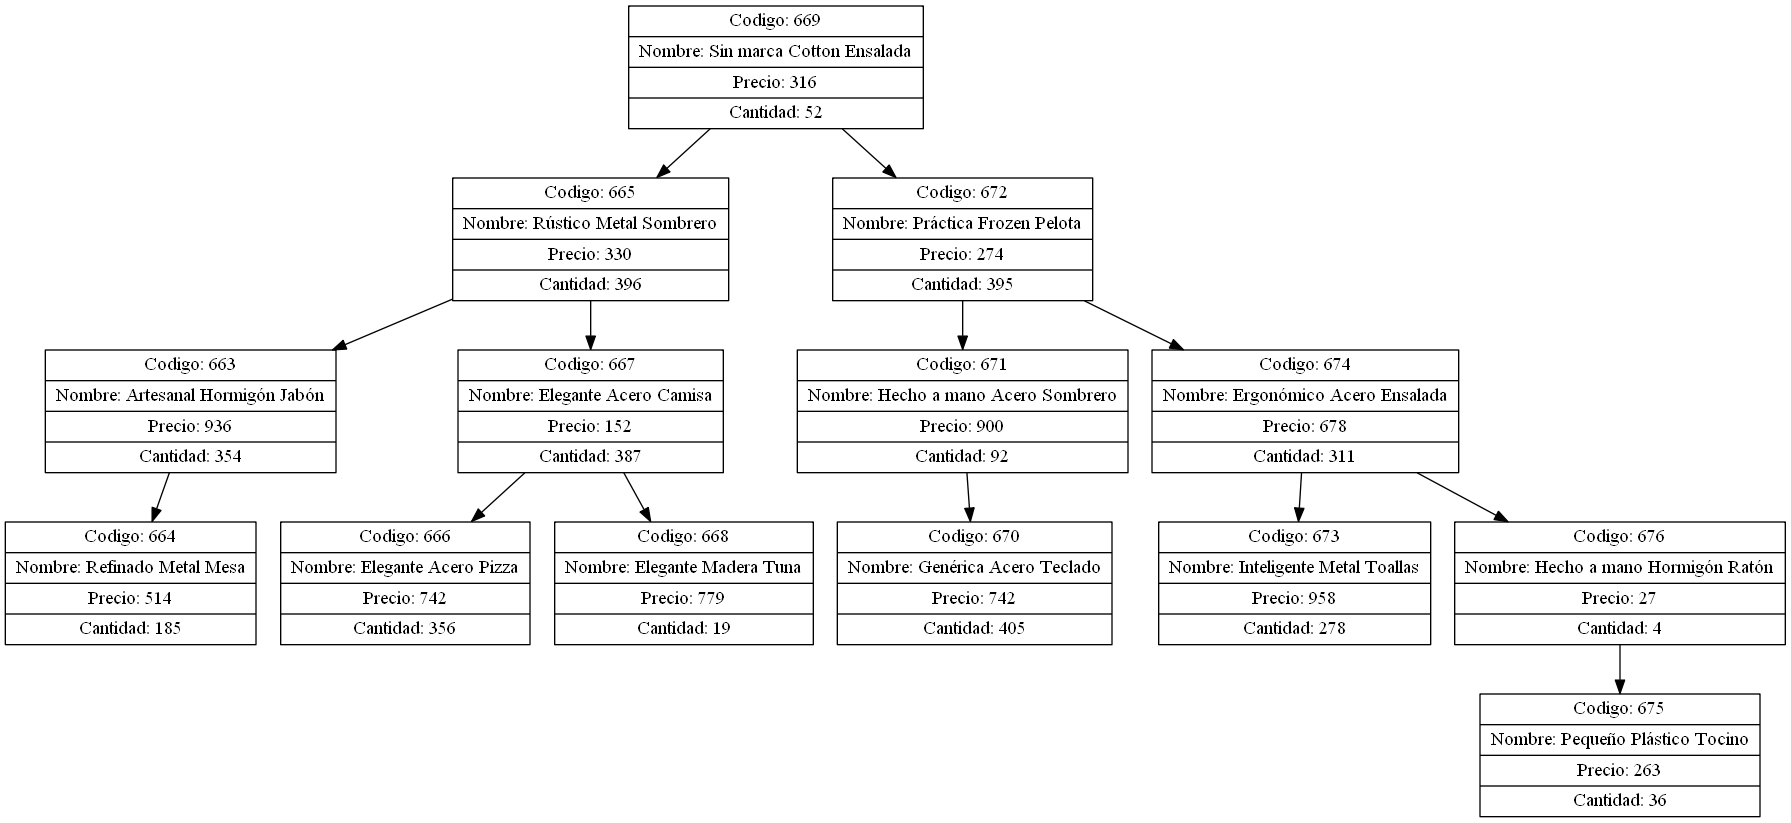 Codigo: 669
Nombre: Sin marca Cotton Ensalada
Precio: 316
Cantidad: 52
Codigo: 665
Nombre: Rústico Metal Sombrero
Precio: 330
Cantidad: 396
Codigo: 672
Nombre: Práctica Frozen Pelota
Precio: 274
Cantidad: 395
Codigo: 663
Nombre: Artesanal Hormigón Jabón
Precio: 936
Cantidad: 354
Codigo: 667
Nombre: Elegante Acero Camisa
Precio: 152
Cantidad: 387
Codigo: 671
Nombre: Hecho a mano Acero Sombrero
Precio: 900
Cantidad: 92
Codigo: 674
Nombre: Ergonómico Acero Ensalada
Precio: 678
Cantidad: 311
Codigo: 664
Nombre: Refinado Metal Mesa
Precio: 514
Cantidad: 185
Codigo: 666
Nombre: Elegante Acero Pizza
Precio: 742
Cantidad: 356
Codigo: 668
Nombre: Elegante Madera Tuna
Precio: 779
Cantidad: 19
Codigo: 670
Nombre: Genérica Acero Teclado
Precio: 742
Cantidad: 405
Codigo: 673
Nombre: Inteligente Metal Toallas
Precio: 958
Cantidad: 278
Codigo: 676
Nombre: Hecho a mano Hormigón Ratón
Precio: 27
Cantidad: 4
Codigo: 675
Nombre: Pequeño Plástico Tocino
Precio: 263
Cantidad: 36